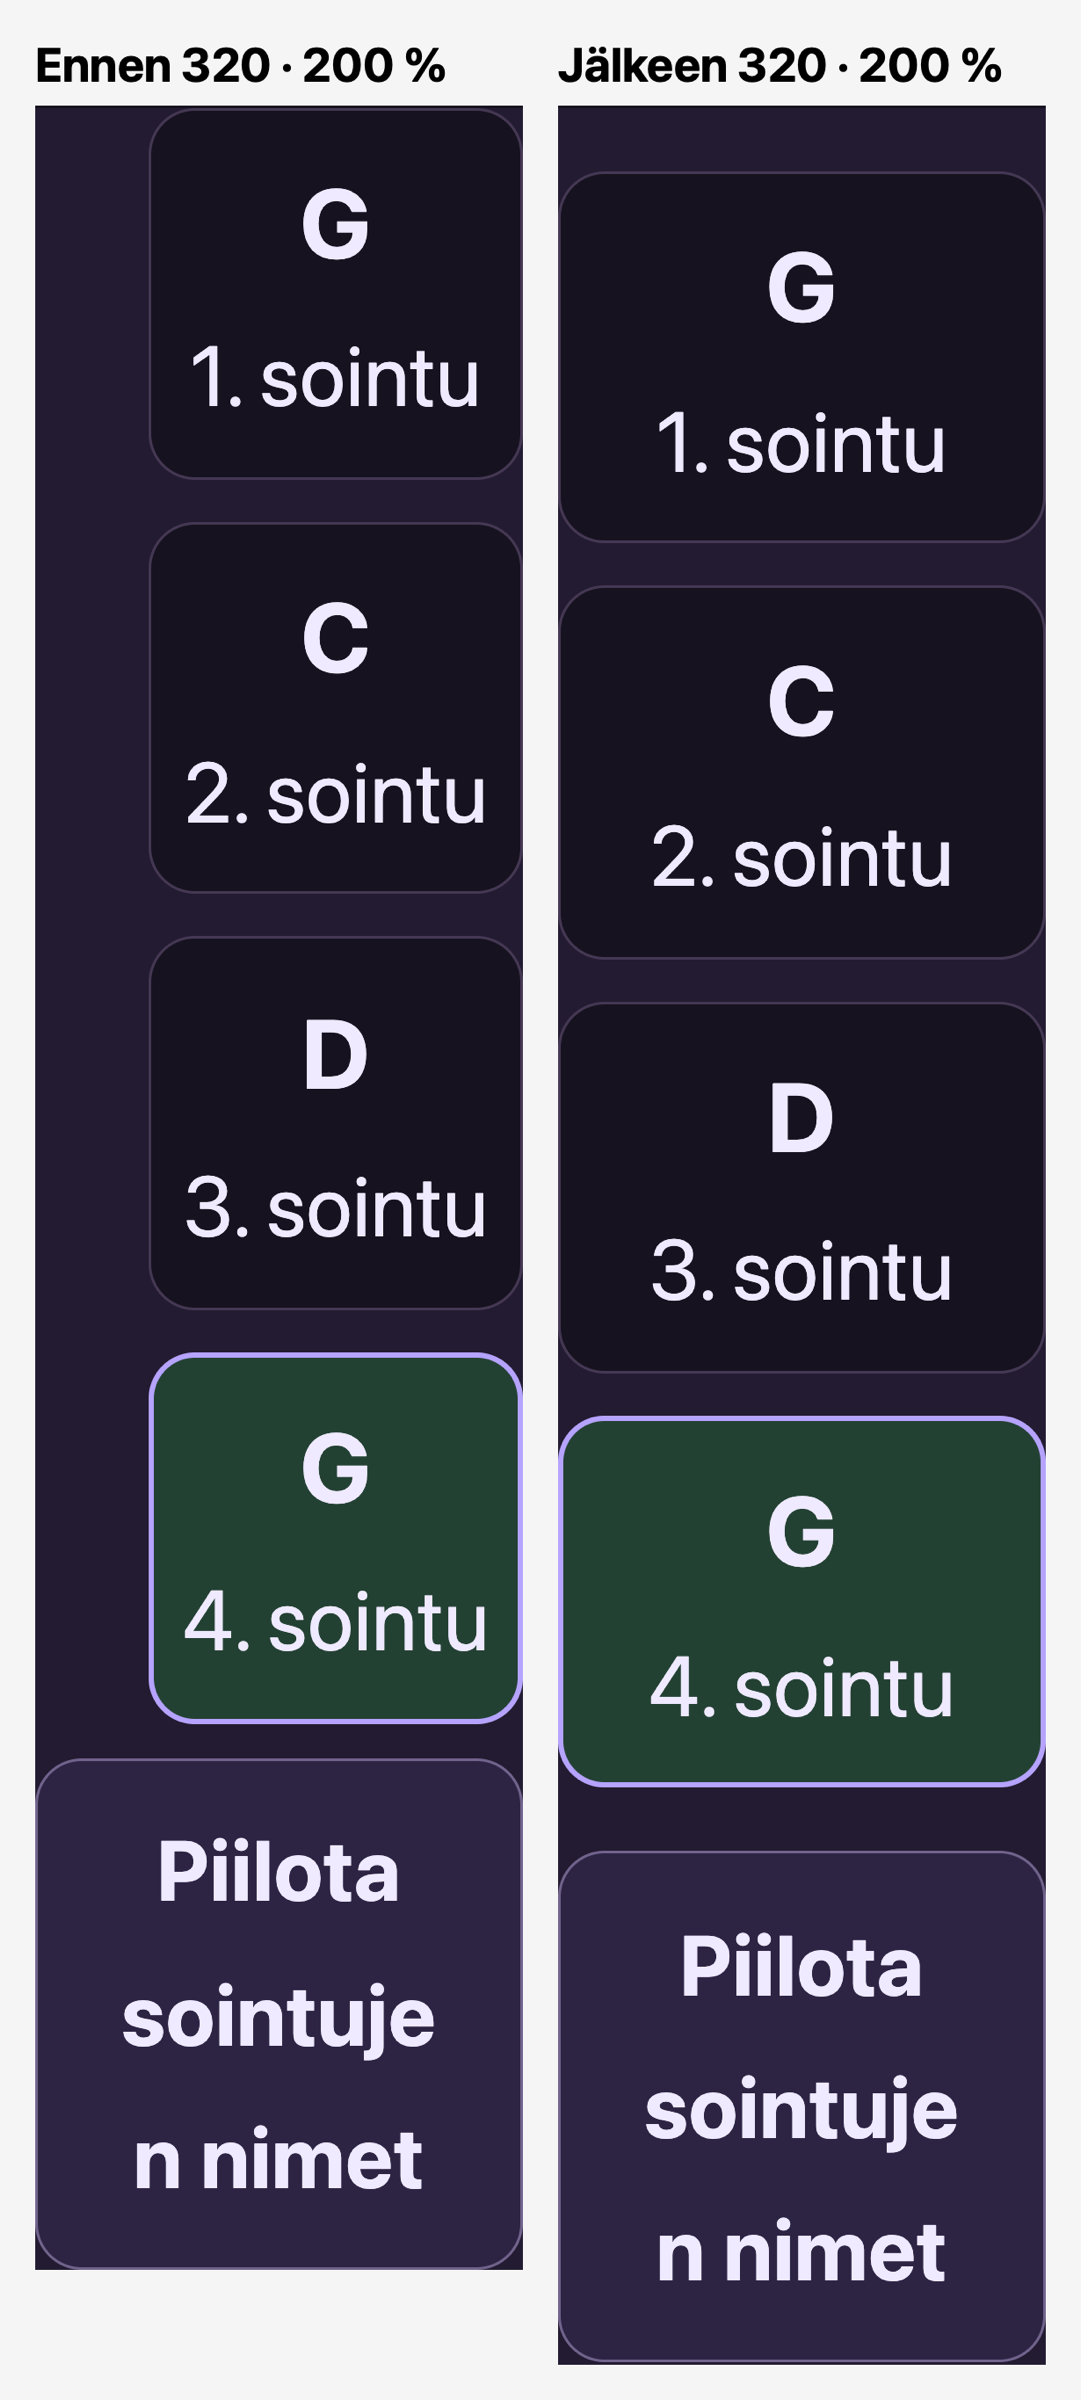 Ennen 320 · 200 %
G
1. sointu
C
2. sointu
D
3. sointu
G
4. sointu
Piilota
sointuje
n nimet
Jälkeen 320 · 200 %
G
1. sointu
C
2. sointu
D
3. sointu
G
4. sointu
Piilota
sointuje
n nimet